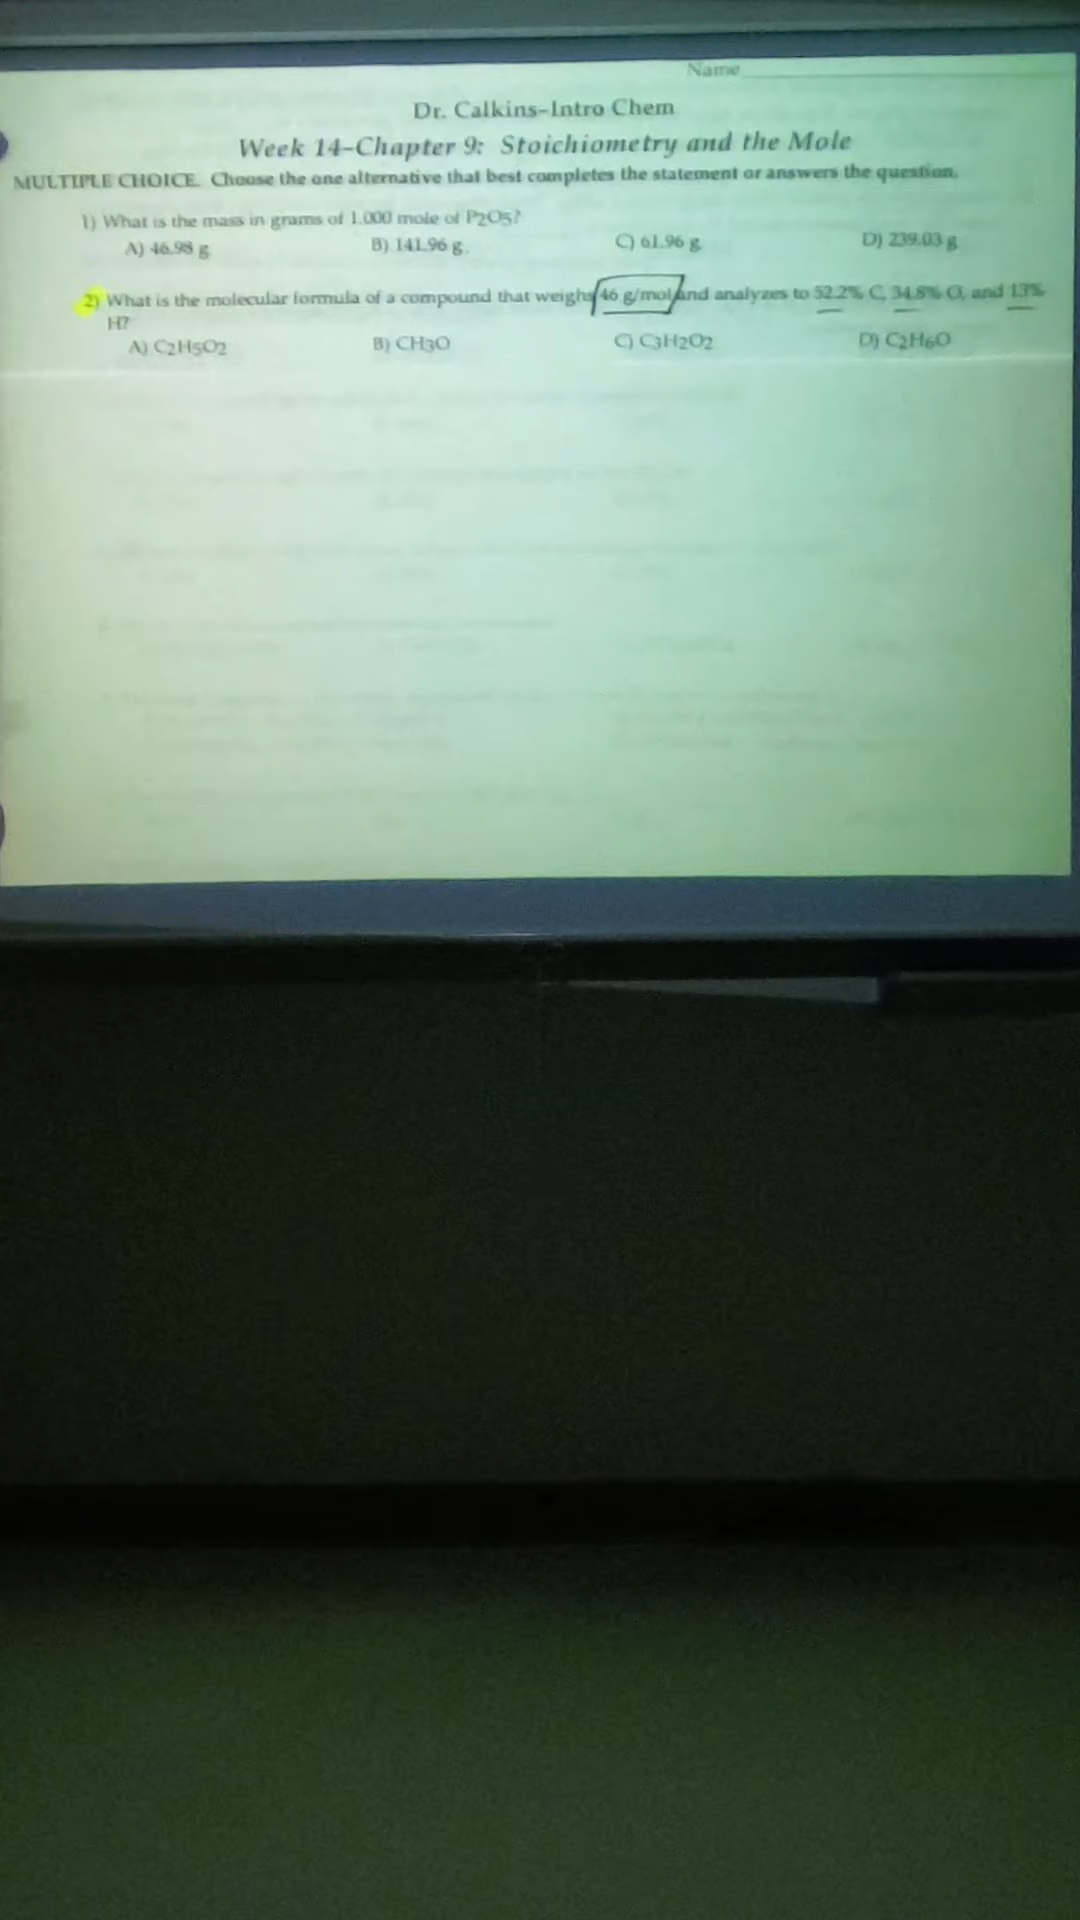 Name
Dr. Calkins-Intro Chem
Week 14-Chapter 9: Stoichiometry and the Mole
MULTIPLE CHOICE. Choose the one alternative that best completes the statement or answers the question.
1) What is the mass in grams of 1.000 mole of P2O5?
A) 46.98 g B) 141.96 g C) 61.96 g D) 239.03 g
2) What is the molecular formula of a compound that weighs 46 g/mol and analyzes to 52.2% C, 34.8% O, and 13%
H?
A) C2H5O2 B) CH3O C) C3H2O2 D) C2H6O